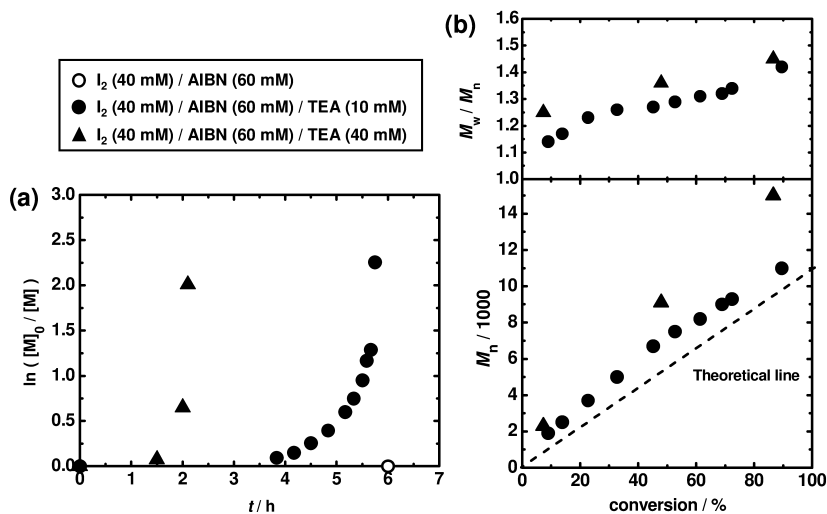 I2 (40 mM) / AIBN (60 mM)
I2 (40 mM) / AIBN (60 mM) / TEA (10 mM)
I2 (40 mM) / AIBN (60 mM) / TEA (40 mM)
(a)
3.0
2.5
2.0
1.5
1.0
0.5
0.0
ln ( [M]0 / [M] )
0 1 2 3 4 5 6 7
t / h
(b)
1.6
1.5
1.4
1.3
1.2
1.1
1.0
Mw / Mn
14
12
10
8
6
4
2
0
Mn / 1000
Theoretical line
0 20 40 60 80 100
conversion / %